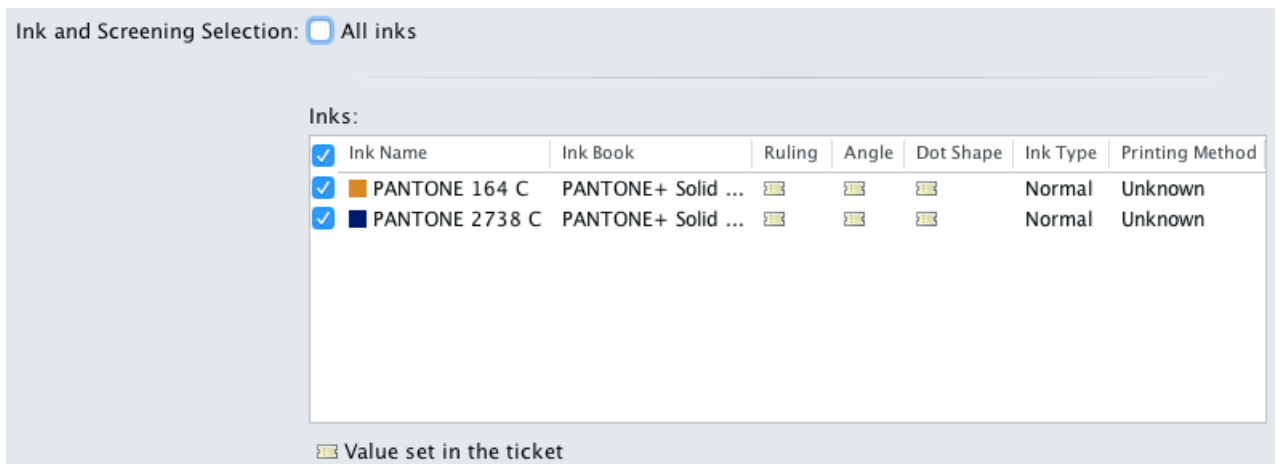 Ink and Screening Selection: All inks
Inks:
Ink Name Ink Book Ruling Angle Dot Shape Ink Type Printing Method
PANTONE 164 C PANTONE+ Solid ... Normal Unknown
PANTONE 2738 C PANTONE+ Solid ... Normal Unknown
Value set in the ticket